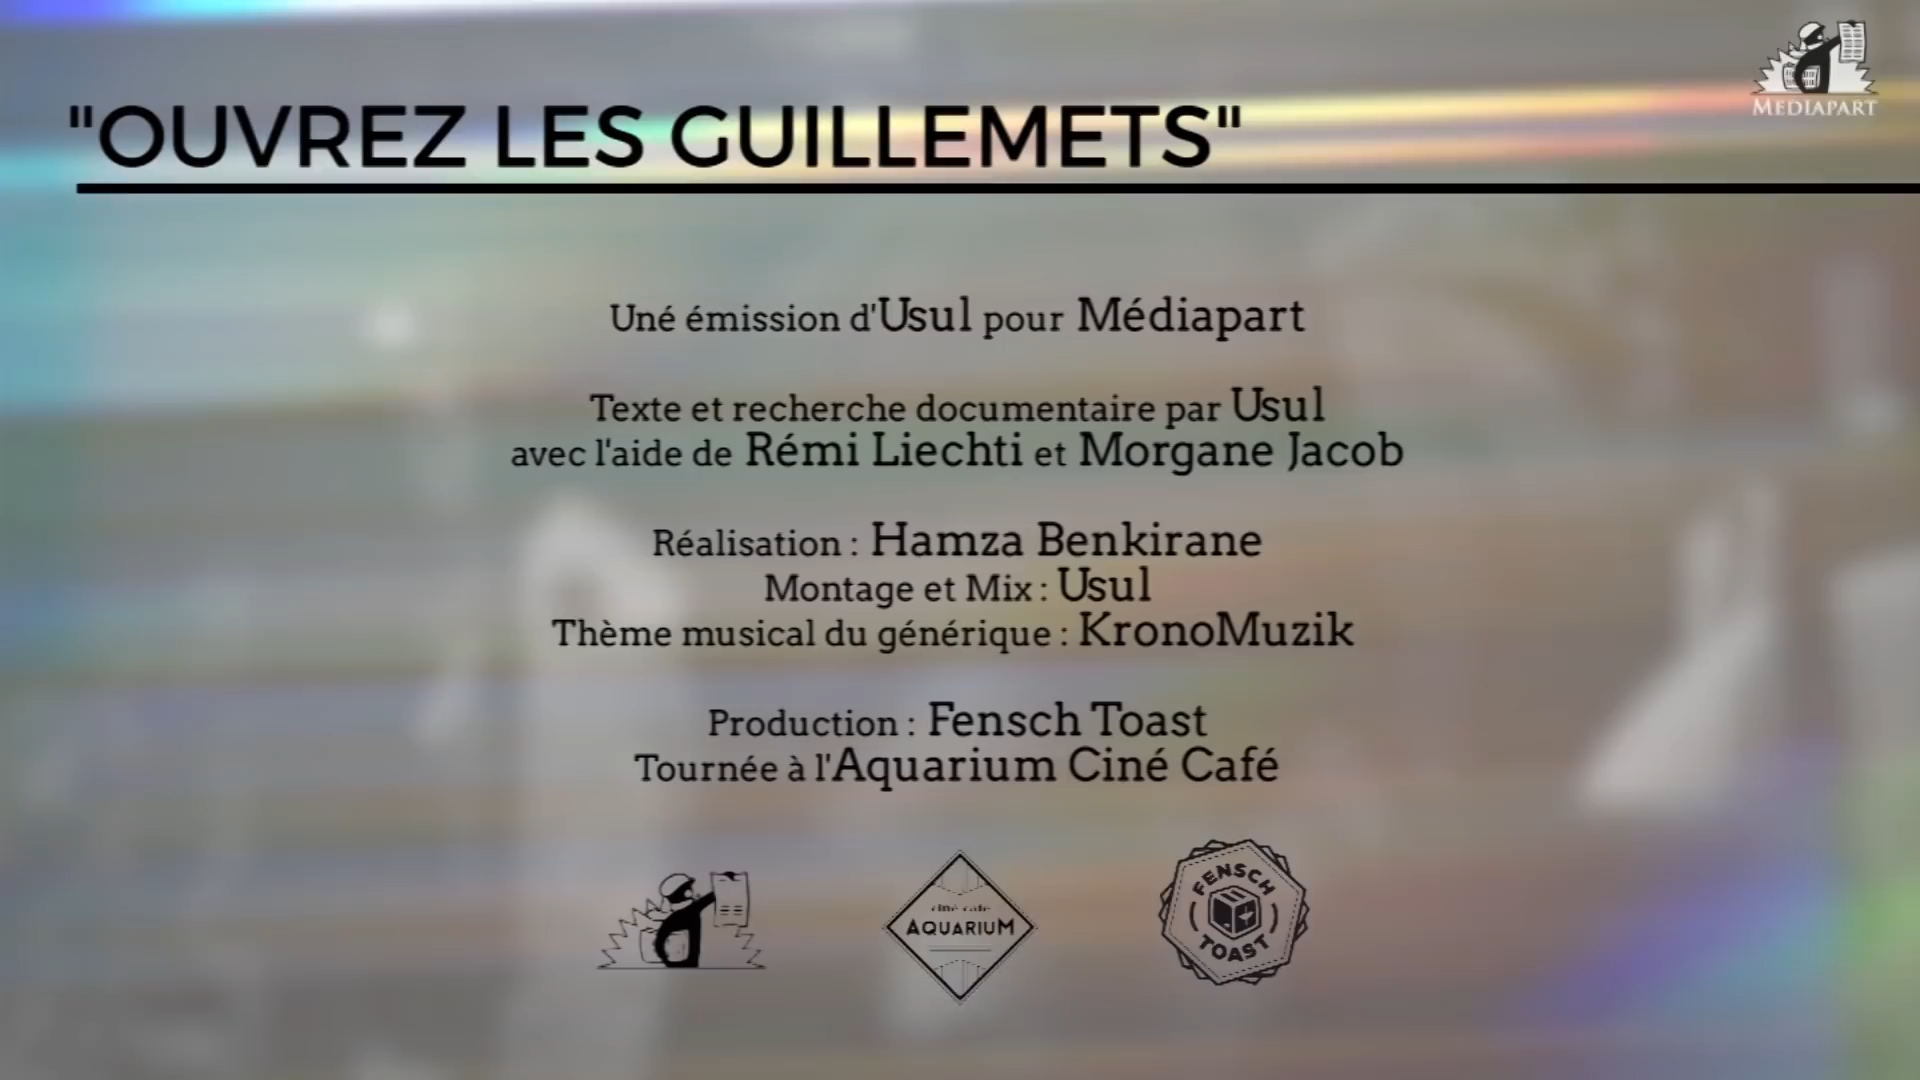 MEDIAPART
"OUVREZ LES GUILLEMETS"
Uné émission d'Usul pour Médiapart
Texte et recherche documentaire par Usul
avec l'aide de Rémi Liechti et Morgane Jacob
Réalisation : Hamza Benkirane
Montage et Mix : Usul
Thème musical du générique : KronoMuzik
Production : Fensch Toast
Tournée à l'Aquarium Ciné Café
ciné café
AQUARIUM
FENSCH
TOAST